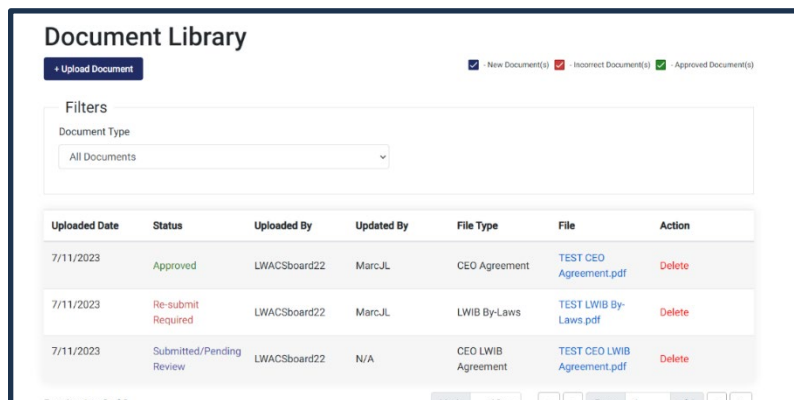 Document Library
+ Upload Document
- New Document(s) - Incorrect Document(s) - Approved Document(s)
Filters
Document Type
All Documents
Uploaded Date Status Uploaded By Updated By File Type File Action
7/11/2023 Approved LWACSboard22 MarcJL CEO Agreement TEST CEO Agreement.pdf Delete
7/11/2023 Re-submit Required LWACSboard22 MarcJL LWIB By-Laws TEST LWIB By-Laws.pdf Delete
7/11/2023 Submitted/Pending Review LWACSboard22 N/A CEO LWIB Agreement TEST CEO LWIB Agreement.pdf Delete